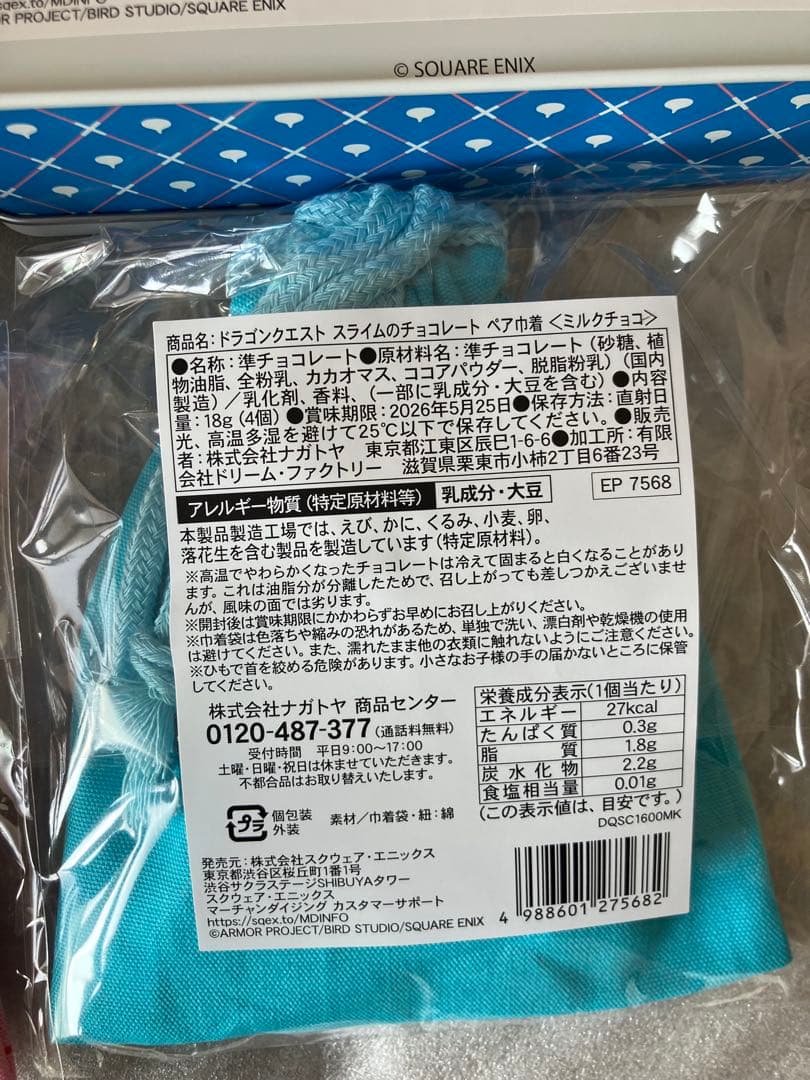 sqex.to/MDINFO
OR PROJECT/BIRD STUDIO/SQUARE ENIX
© SQUARE ENIX
商品名:ドラゴンクエスト スライムのチョコレート ペア巾着 <ミルクチョコ>
●名称:準チョコレート●原材料名:準チョコレート(砂糖、植
物油脂、全粉乳、カカオマス、ココアパウダー、脱脂粉乳)(国内
製造)/乳化剤、香料、(一部に乳成分・大豆を含む)●内容
量:18g(4個)●賞味期限:2026年5月25日●保存方法:直射日
光、高温多湿を避けて25℃以下で保存してください。●販売
者:株式会社ナガトヤ 東京都江東区辰巳1-6-6●加工所:有限
会社ドリーム・ファクトリー 滋賀県栗東市小柿2丁目6番23号
アレルギー物質(特定原材料等) 乳成分・大豆 EP 7568
本製品製造工場では、えび、かに、くるみ、小麦、卵、
落花生を含む製品を製造しています(特定原材料)。
※高温でやわらかくなったチョコレートは冷えて固まると白くなることがあり
ます。これは油脂分が分離したためで、召し上がっても差しつかえございませ
んが、風味の面では劣ります。
※開封後は賞味期限にかかわらずお早めにお召し上がりください。
※巾着袋は色落ちや縮みの恐れがあるため、単独で洗い、漂白剤や乾燥機の使用
は避けてください。また、濡れたまま他の衣類に触れないようにご注意ください。
※ひもで首を絞める危険があります。小さなお子様の手の届かないところに保管
してください。
株式会社ナガトヤ 商品センター
0120-487-377(通話料無料)
受付時間 平日9:00~17:00
土曜・日曜・祝日は休ませていただきます。
不都合品はお取り替えいたします。
プラ 個包装
外装
素材/巾着袋・紐:綿
栄養成分表示(1個当たり)
エネルギー 27kcal
たんぱく質 0.3g
脂質 1.8g
炭水化物 2.2g
食塩相当量 0.01g
(この表示値は、目安です。)
DQSC1600MK
発売元:株式会社スクウェア・エニックス
東京都渋谷区桜丘町1番1号
渋谷サクラステージSHIBUYAタワー
スクウェア・エニックス
マーチャンダイジング カスタマーサポート
https://sqex.to/MDINFO
©ARMOR PROJECT/BIRD STUDIO/SQUARE ENIX
4 988601 275682